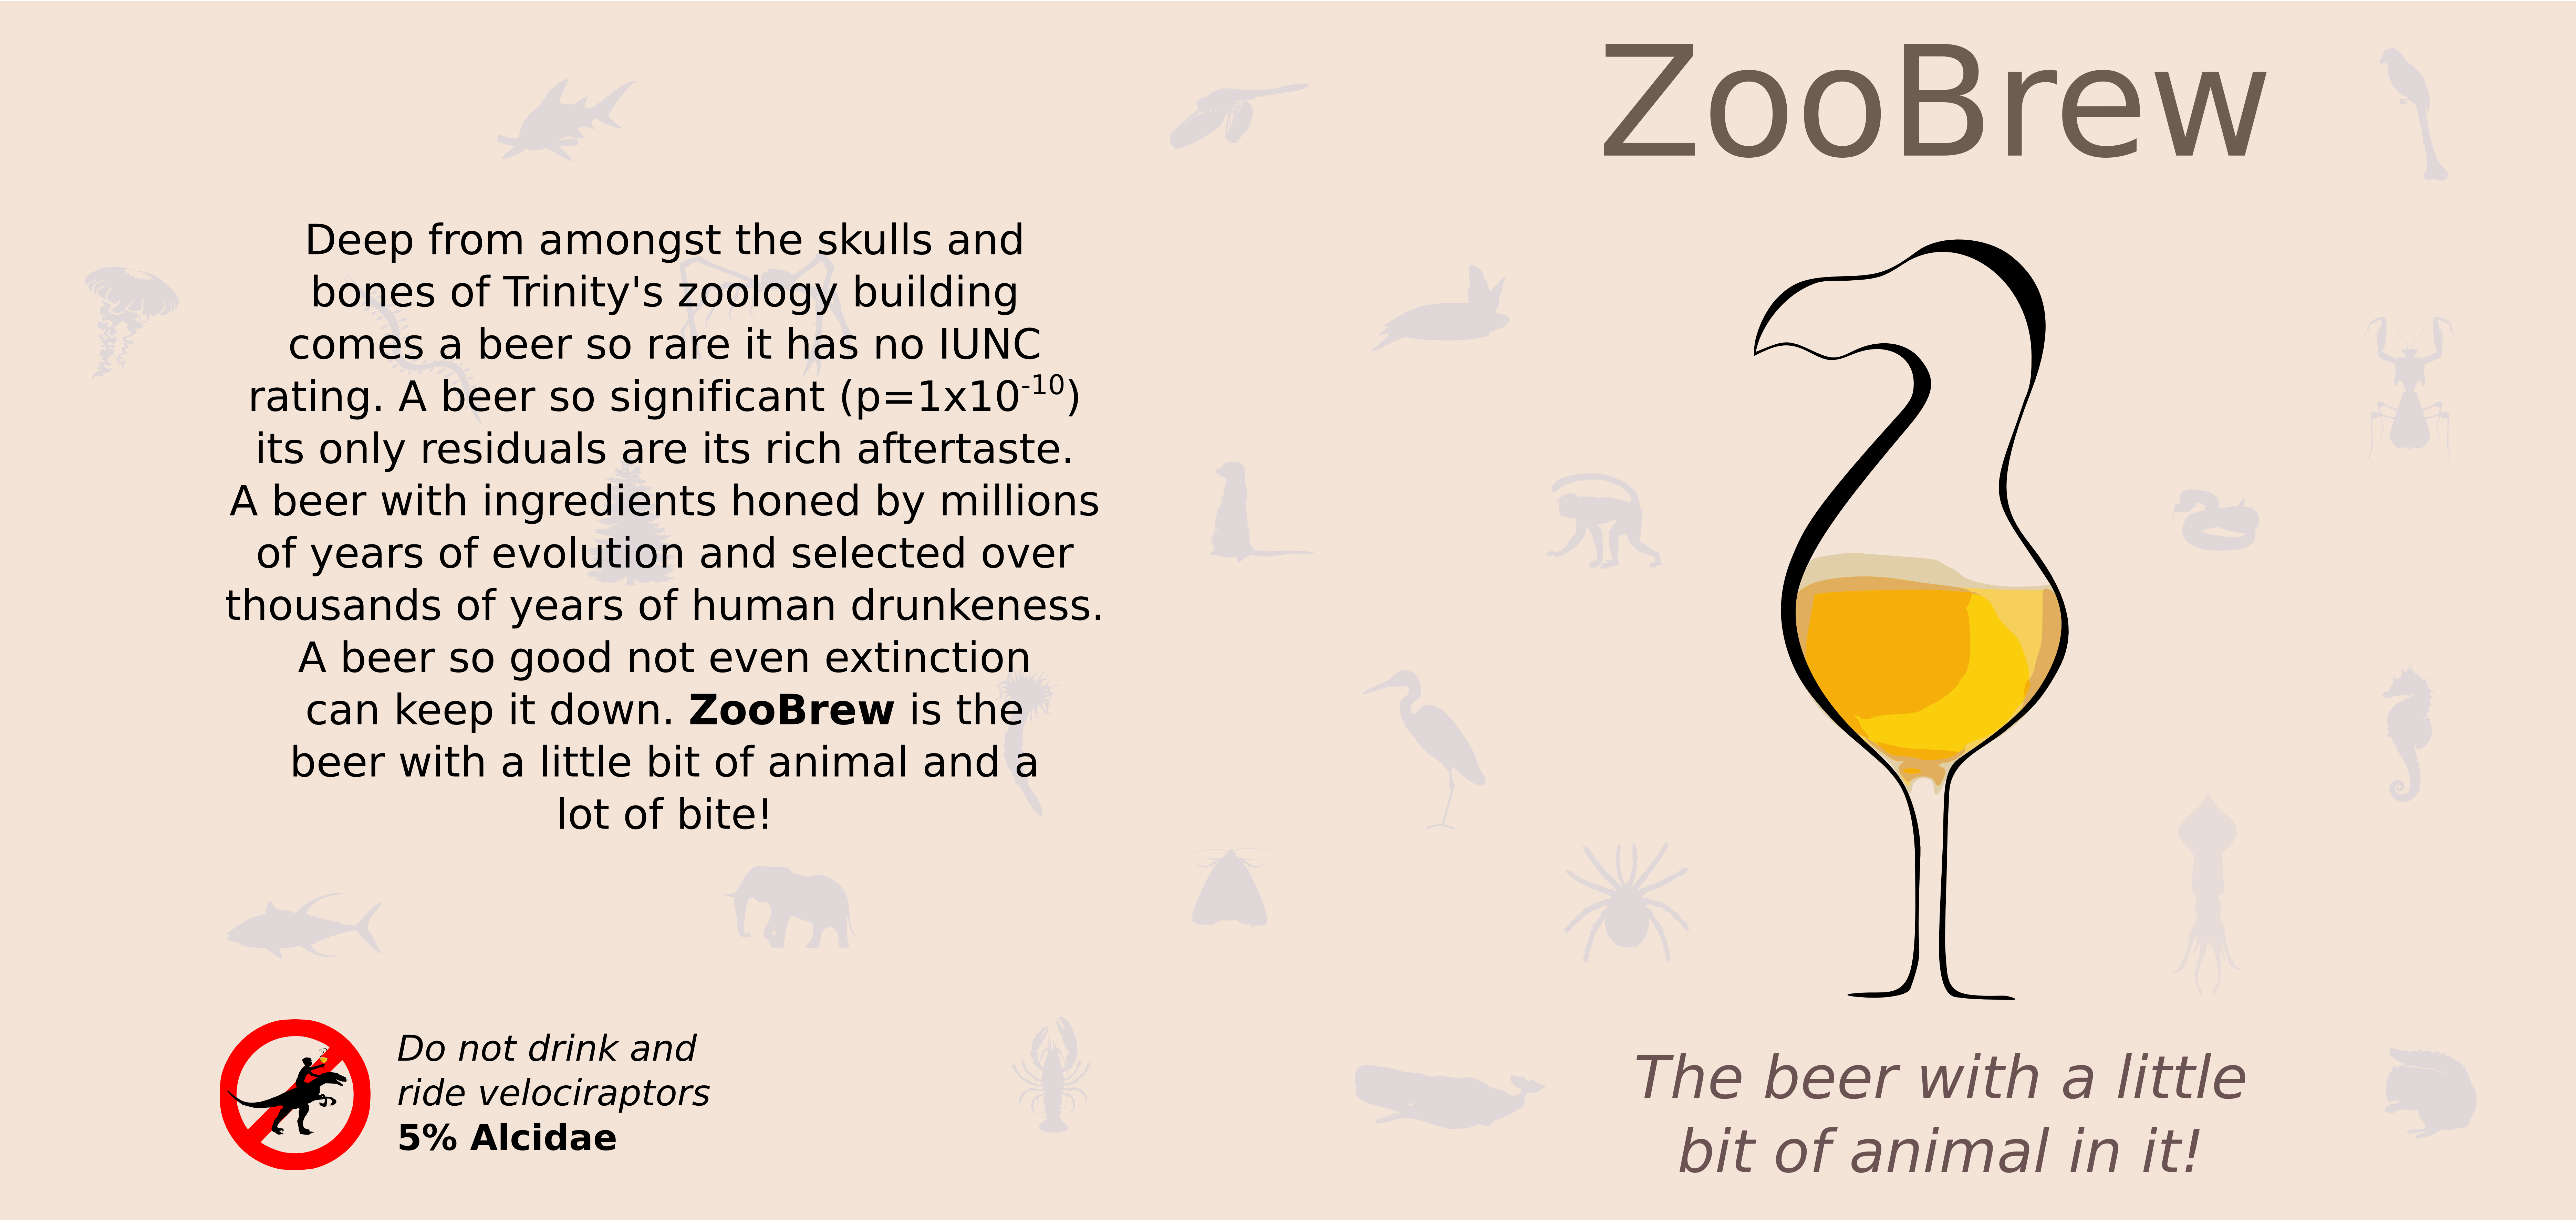 ZooBrew
Deep from amongst the skulls and
bones of Trinity's zoology building
comes a beer so rare it has no IUNC
rating. A beer so significant (p=1x10⁻¹⁰)
its only residuals are its rich aftertaste.
A beer with ingredients honed by millions
of years of evolution and selected over
thousands of years of human drunkeness.
A beer so good not even extinction
can keep it down. ZooBrew is the
beer with a little bit of animal and a
lot of bite!
Do not drink and
ride velociraptors
5% Alcidae
The beer with a little
bit of animal in it!